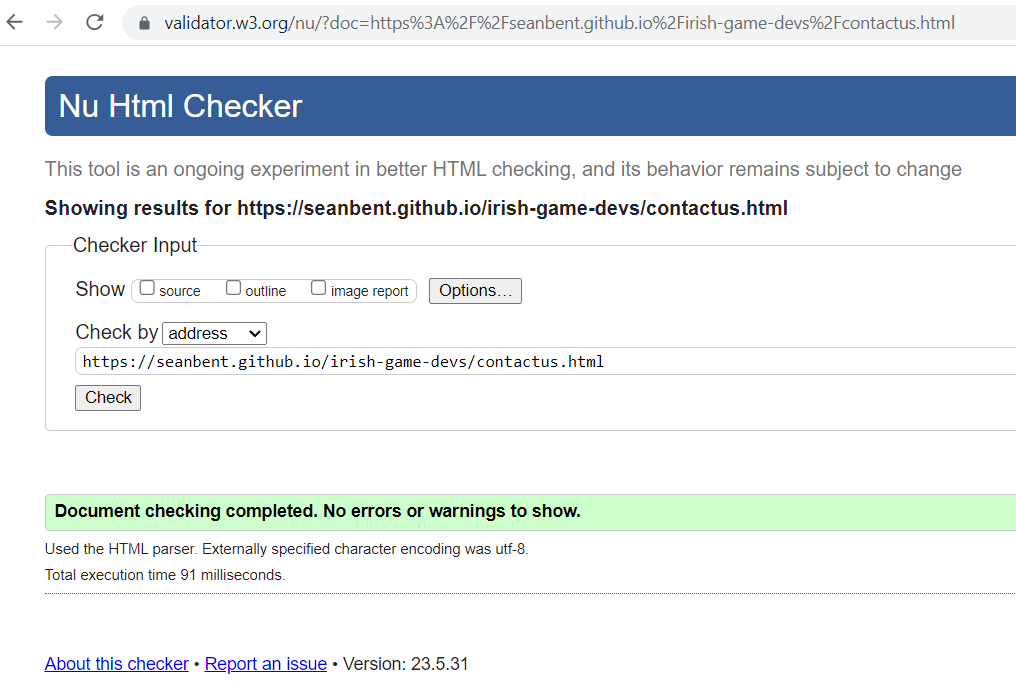 validator.w3.org/nu/?doc=https%3A%2F%2Fseanbent.github.io%2Firish-game-devs%2Fcontactus.html
Nu Html Checker
This tool is an ongoing experiment in better HTML checking, and its behavior remains subject to change
Showing results for https://seanbent.github.io/irish-game-devs/contactus.html
Checker Input
Show source outline image report Options...
Check by address
https://seanbent.github.io/irish-game-devs/contactus.html
Check
Document checking completed. No errors or warnings to show.
Used the HTML parser. Externally specified character encoding was utf-8.
Total execution time 91 milliseconds.
About this checker • Report an issue • Version: 23.5.31